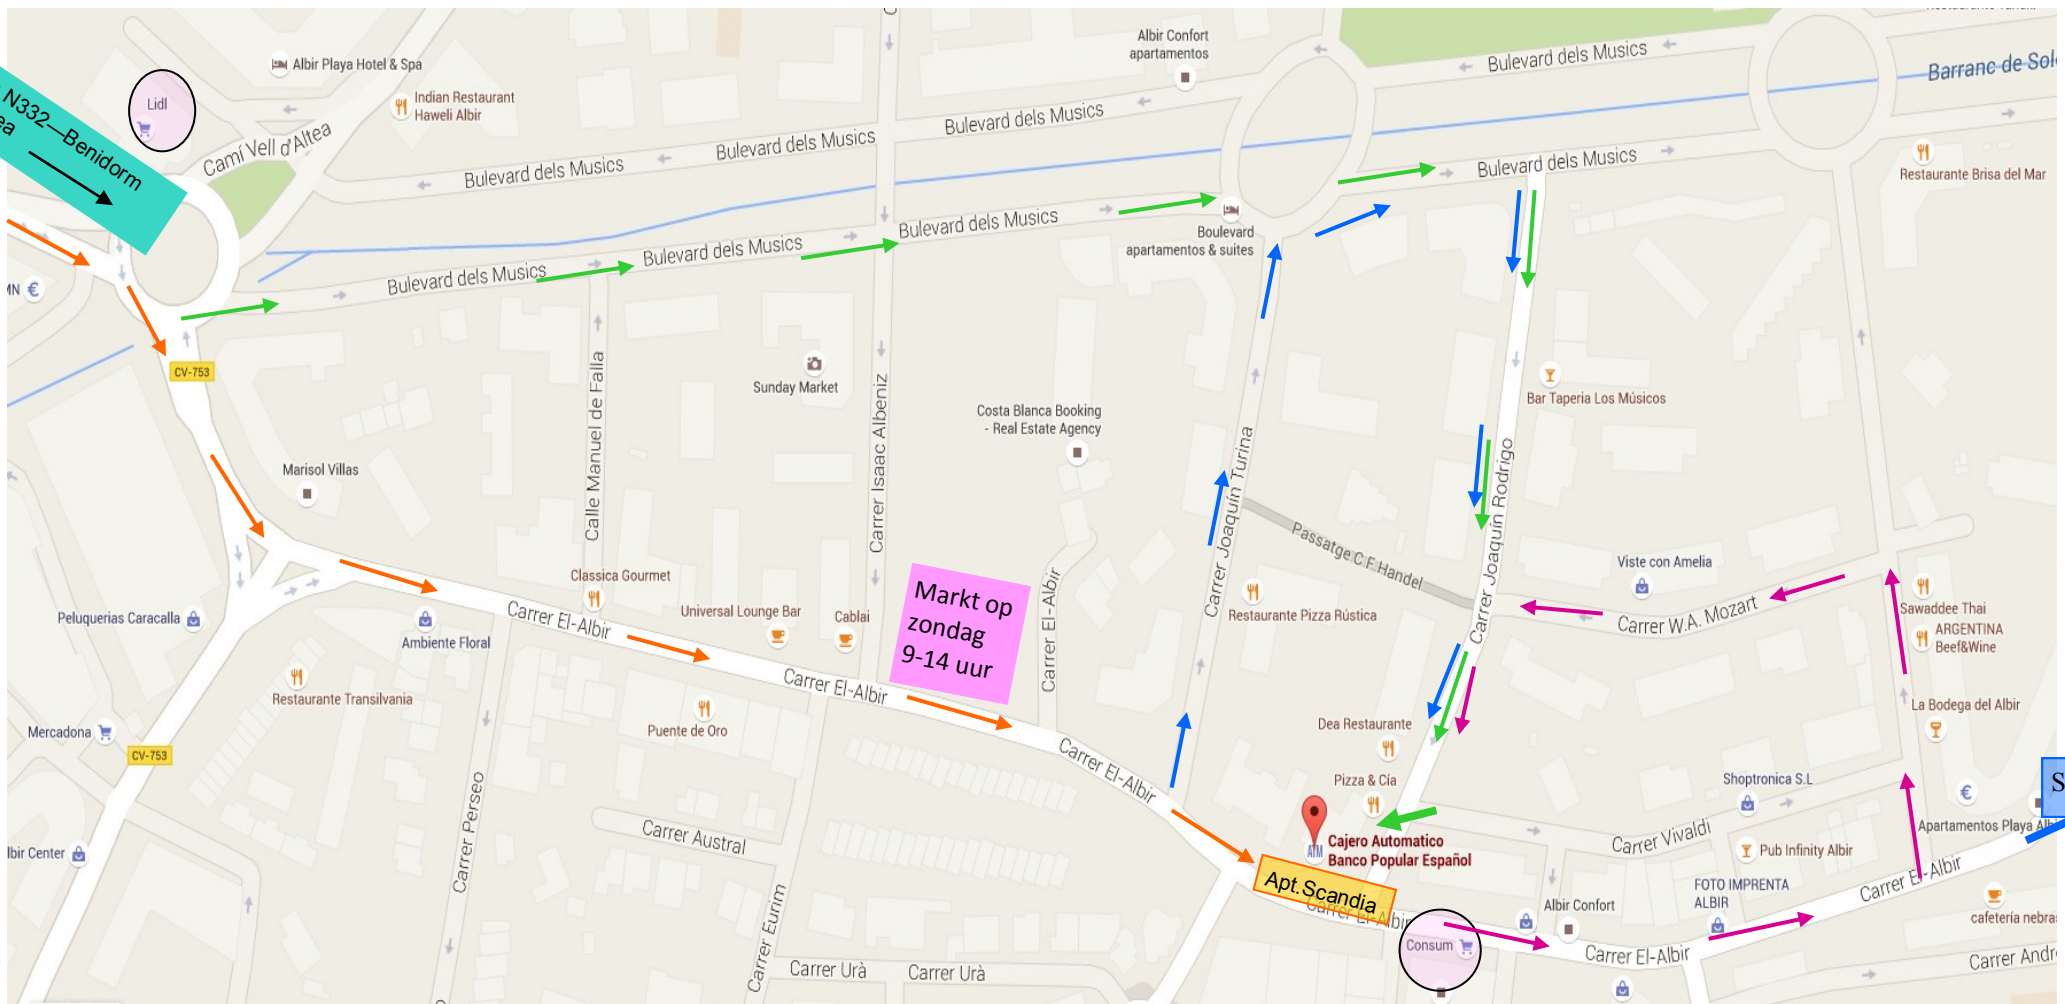 Albir Playa Hotel & Spa
Lidl
N332—Benidorm
Camí Vell d'Altea
Indian Restaurant
Haweli Albir
Albir Confort
apartamentos
Bulevard dels Musics
Bulevard dels Musics
Bulevard dels Musics
Bulevard dels Musics
Barranc de Sol
Bulevard dels Musics
Bulevard dels Musics
Bulevard dels Musics
Bulevard dels Musics
Restaurante Brisa del Mar
Boulevard
apartamentos & suites
CV-753
Sunday Market
Costa Blanca Booking
- Real Estate Agency
Bar Taperia Los Músicos
Marisol Villas
Calle Manuel de Falla
Carrer Isaac Albeniz
Carrer Joaquín Turina
Carrer Joaquín Rodrigo
Passatge C F Handel
Classica Gourmet
Universal Lounge Bar
Cablai
Markt op
zondag
9-14 uur
Carrer El-Albir
Restaurante Pizza Rústica
Viste con Amelia
Carrer W.A. Mozart
Sawaddee Thai
ARGENTINA
Beef&Wine
Peluquerias Caracalla
Ambiente Floral
Carrer El-Albir
Carrer El-Albir
Restaurante Transilvania
Puente de Oro
Mercadona
CV-753
Carrer El-Albir
Dea Restaurante
Pizza & Cía
La Bodega del Albir
Shoptronica S.L
S
Apartamentos Playa Albi
Carrer Perseo
Carrer Austral
Carrer Eurim
ATM
Cajero Automatico
Banco Popular Español
Carrer Vivaldi
Pub Infinity Albir
lbir Center
Apt.Scandia
Carrer El-Albir
Consum
Albir Confort
FOTO IMPRENTA
ALBIR
Carrer El-Albir
cafetería nebras
Carrer Urà
Carrer Urà
Carrer El-Albir
Carrer Andr